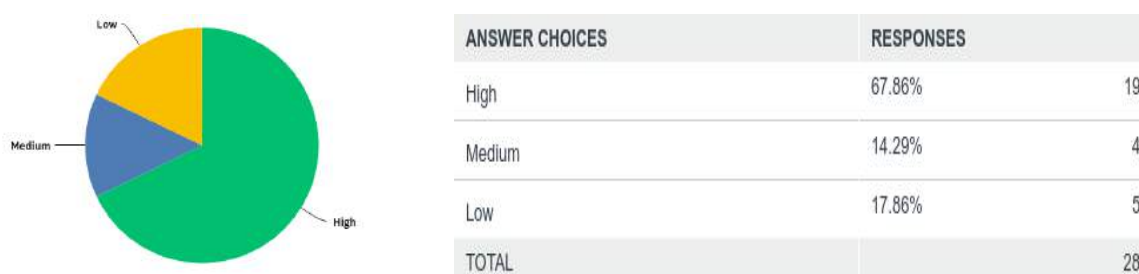 Low
Medium
High
ANSWER CHOICES RESPONSES
High 67.86% 19
Medium 14.29% 4
Low 17.86% 5
TOTAL 28